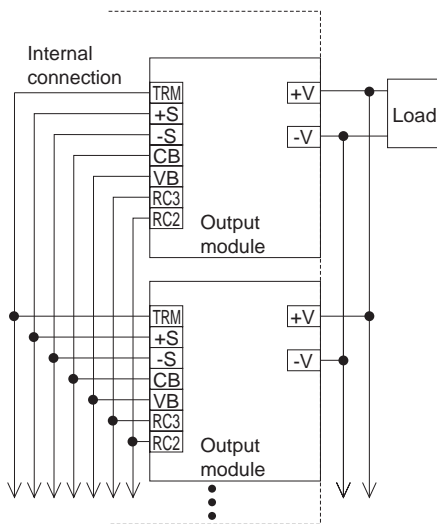 Internal
connection
TRM
+S
-S
CB
VB
RC3
RC2
Output
module
+V
-V
Load
TRM
+S
-S
CB
VB
RC3
RC2
Output
module
+V
-V